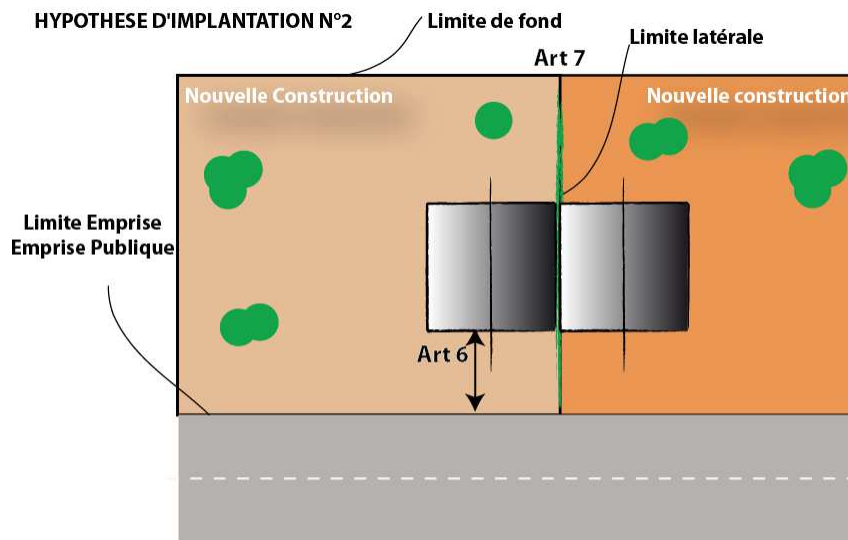 HYPOTHESE D'IMPLANTATION N°2
Limite de fond
Limite latérale
Art 7
Nouvelle Construction
Nouvelle construction
Limite Emprise
Emprise Publique
Art 6